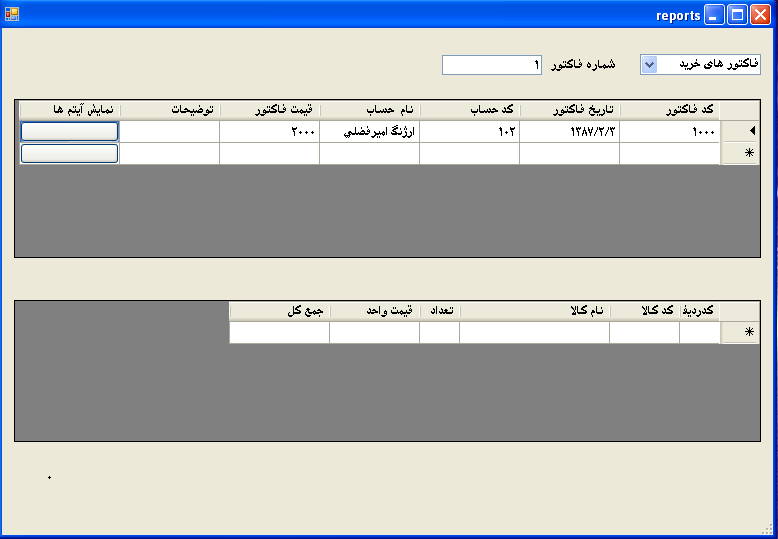 reports
فاکتور های خرید شماره فاکتور ۱
کد فاکتور تاریخ فاکتور کد حساب نام حساب قیمت فاکتور توضیحات نمایش آیتم ها
۱۰۰۰ ۱۳۸۷/۲/۳ ۱۰۲ ارژنگ امیرفضلی ۲۰۰۰
کدردیف کد کالا نام کالا تعداد قیمت واحد جمع کل
۰